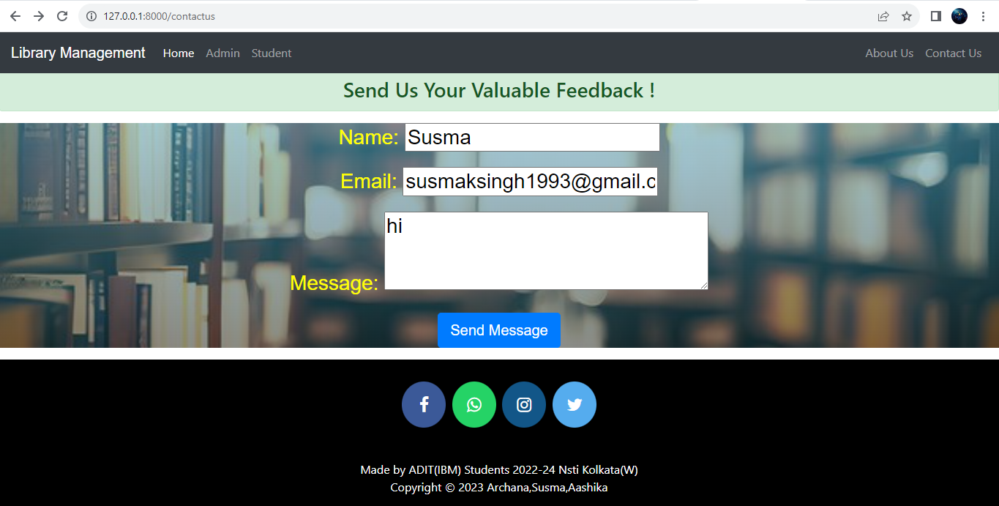 127.0.0.1:8000/contactus
Library Management Home Admin Student About Us Contact Us
Send Us Your Valuable Feedback !
Name: Susma
Email: susmaksingh1993@gmail.c
hi
Message:
Send Message
Made by ADIT(IBM) Students 2022-24 Nsti Kolkata(W)
Copyright © 2023 Archana,Susma,Aashika